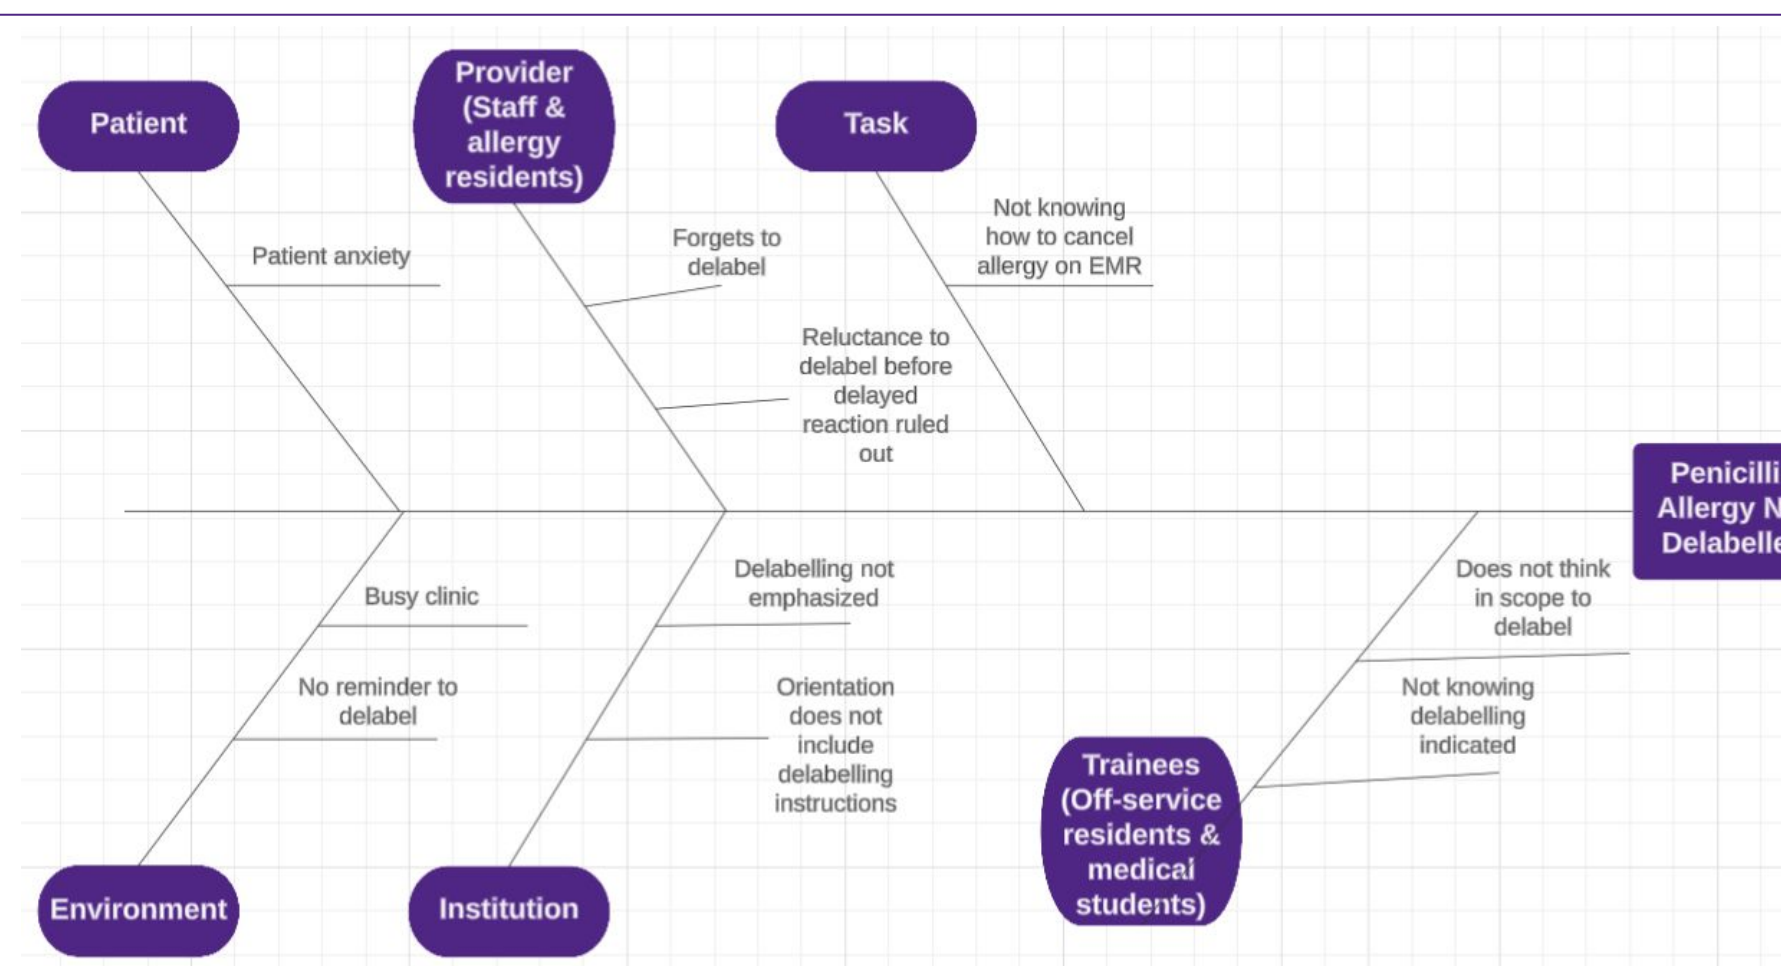 Patient
Provider
(Staff &
allergy
residents)
Task
Patient anxiety
Forgets to
delabel
Reluctance to
delabel before
delayed
reaction ruled
out
Not knowing
how to cancel
allergy on EMR
Penicilli
Allergy N
Delabelle
Busy clinic
No reminder to
delabel
Delabelling not
emphasized
Orientation
does not
include
delabelling
instructions
Does not think
in scope to
delabel
Not knowing
delabelling
indicated
Environment
Institution
Trainees
(Off-service
residents &
medical
students)